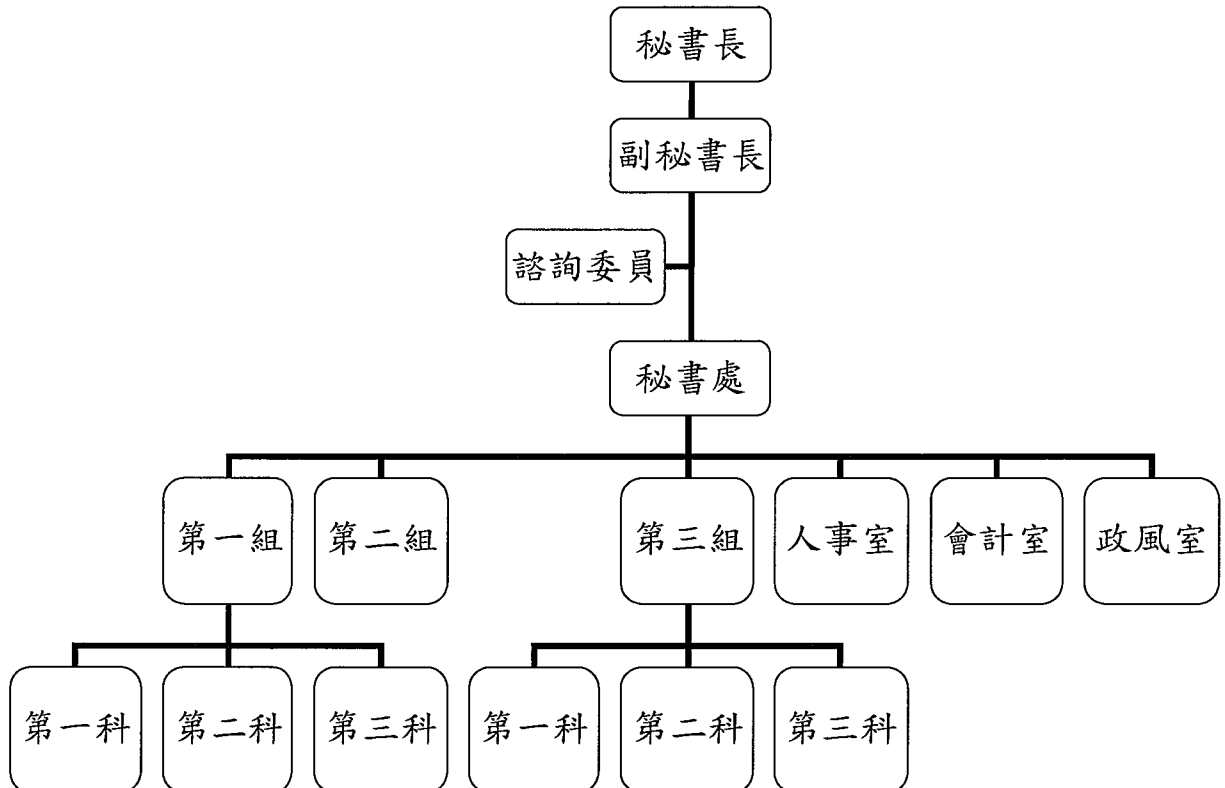 秘書長
副秘書長
諮詢委員
秘書處
第一組
第二組
第三組
人事室
會計室
政風室
第一科
第二科
第三科
第一科
第二科
第三科